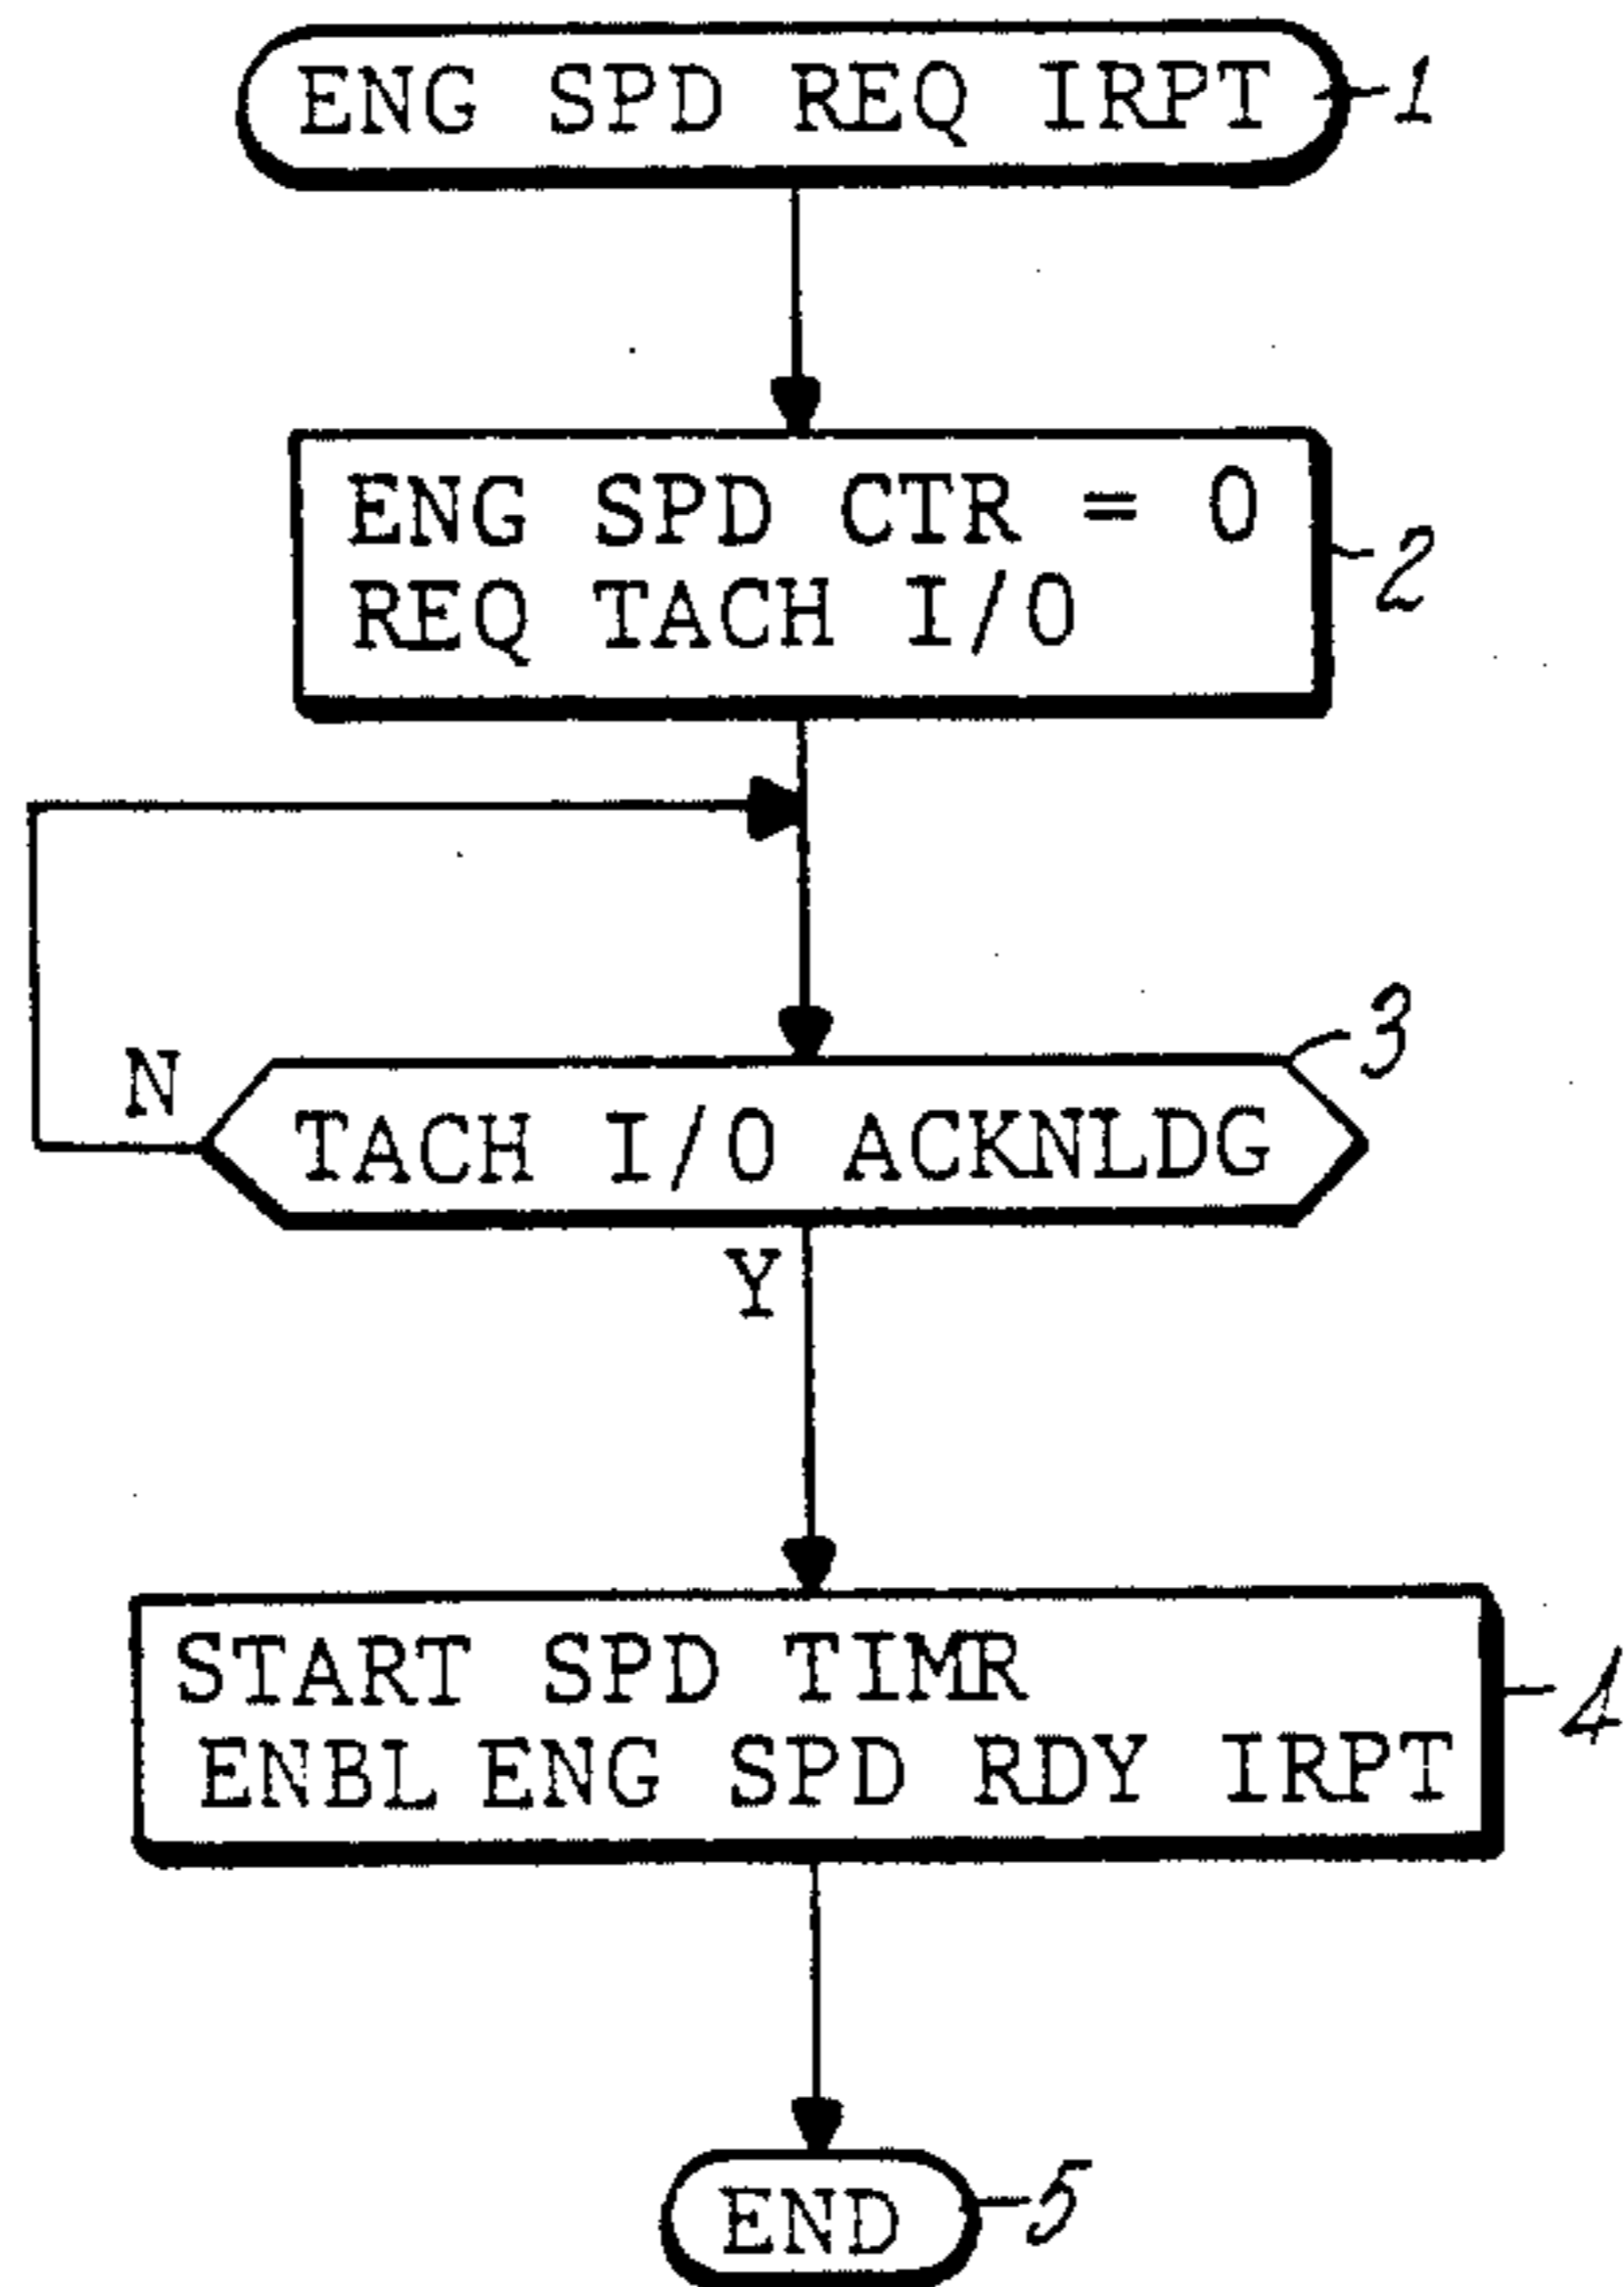 ENG SPD REQ IRPT
1
ENG SPD CTR = 0
REQ TACH I/O
2
3
N
TACH I/O ACKNLDG
Y
START SPD TIMR
ENBL ENG SPD RDY IRPT
4
END
5